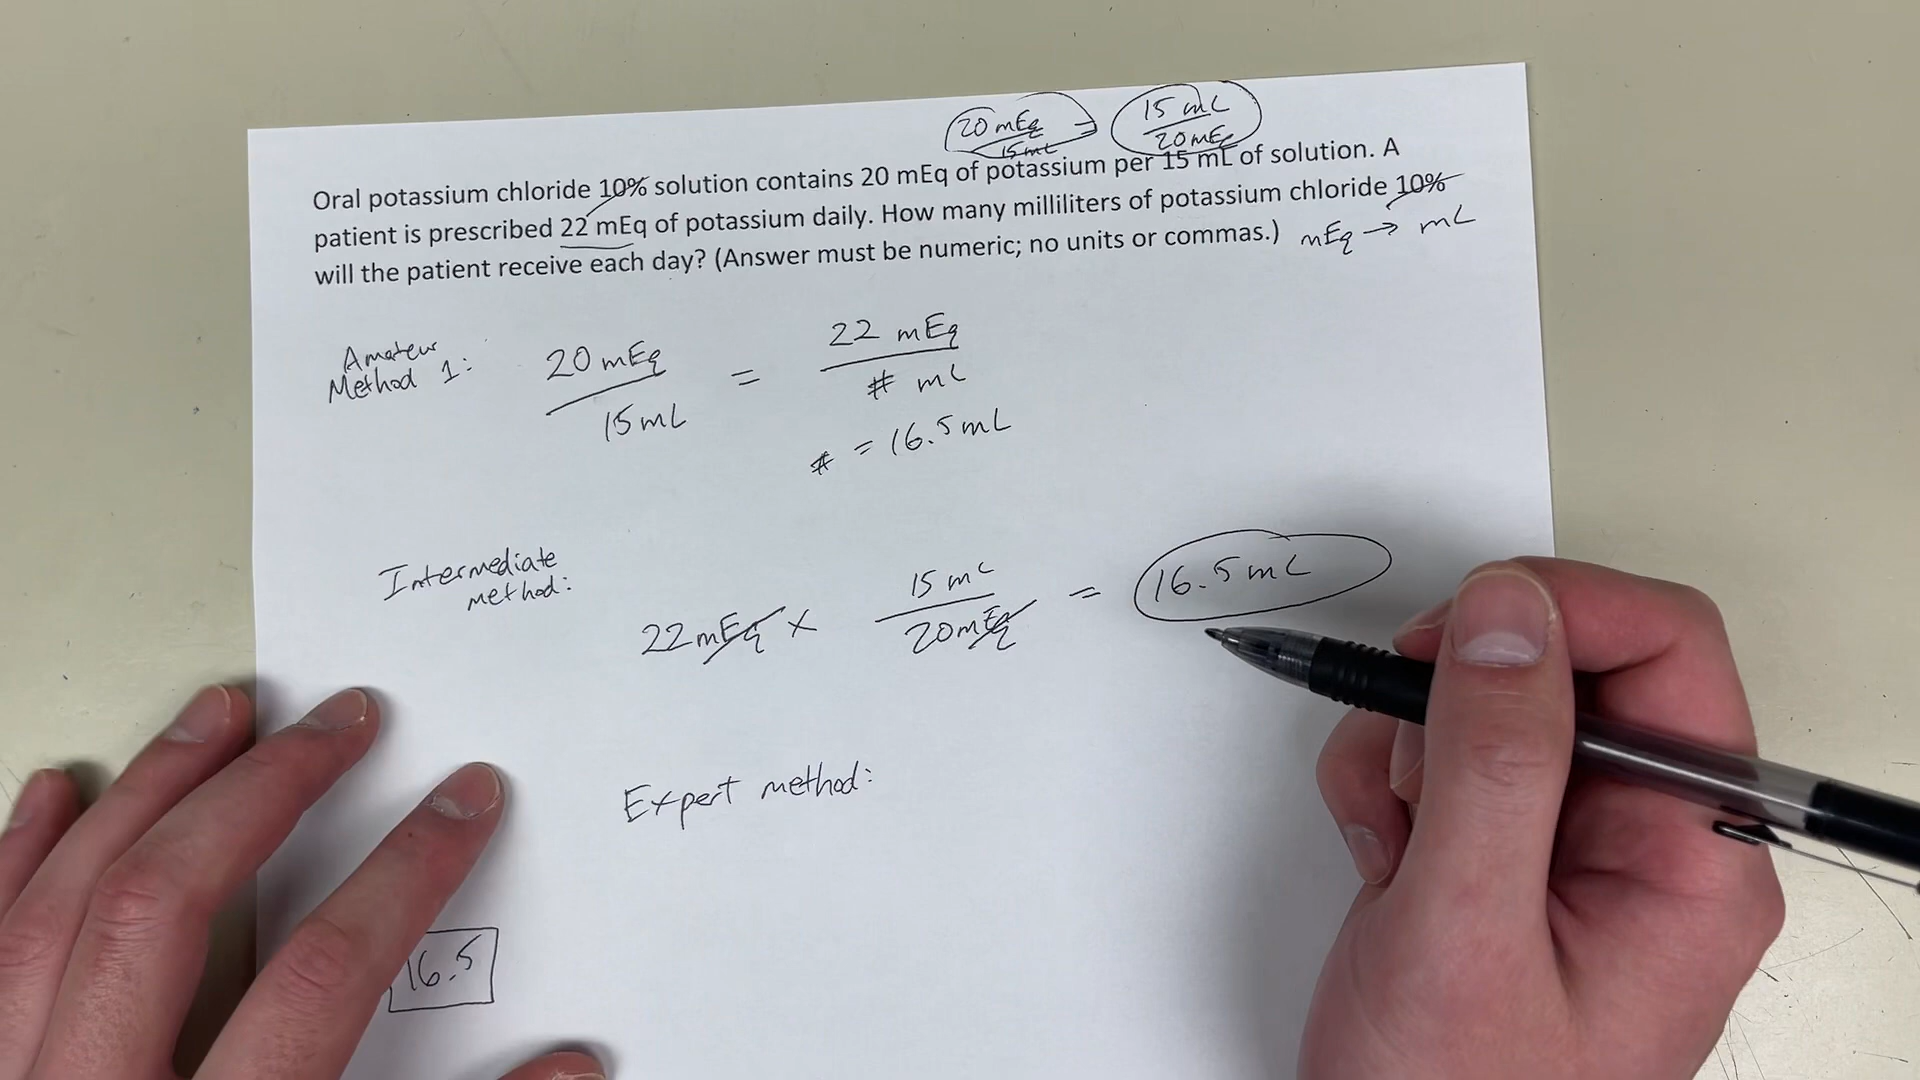 20 mEq = 15 mL
15 mL 20 mEq
Oral potassium chloride 10% solution contains 20 mEq of potassium per 15 mL of solution. A
patient is prescribed 22 mEq of potassium daily. How many milliliters of potassium chloride 10%
will the patient receive each day? (Answer must be numeric; no units or commas.) mEq → mL
Amateur
Method 1:
20 mEq = 22 mEq
15 mL # mL
# = 16.5 mL
Intermediate
method:
22 mEq x 15 mL = 16.5 mL
20 mEq
Expert method:
16.5